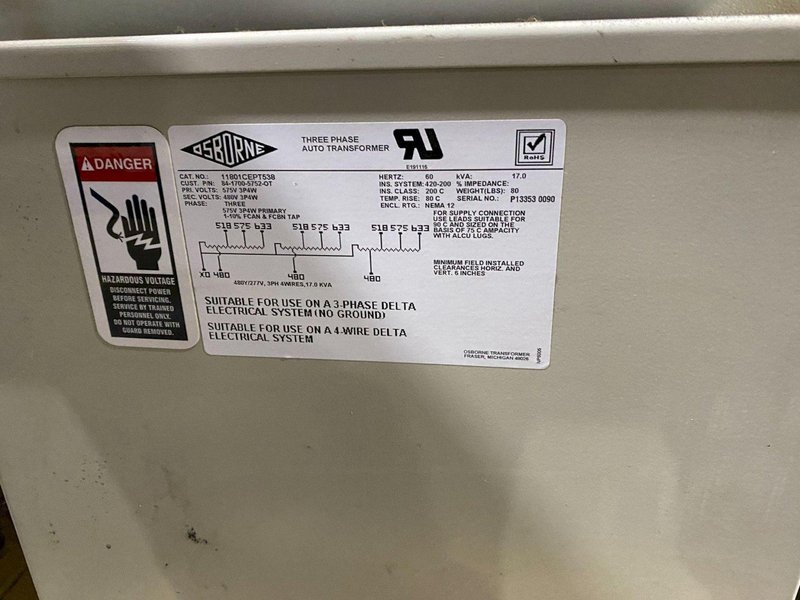 DANGER
HAZARDOUS VOLTAGE
DISCONNECT POWER
BEFORE SERVICING.
SERVICE BY TRAINED
PERSONNEL ONLY.
DO NOT OPERATE WITH
GUARD REMOVED.
OSBORNE
THREE PHASE
AUTO TRANSFORMER
E191116
RoHS
CAT. NO.: 11801CEPT538
CUST. P/N: 84-1700-5752-OT
PRI. VOLTS: 575V 3P4W
SEC. VOLTS: 480V 3P4W
PHASE: THREE
575V 3P4W PRIMARY
1-10% FCAN & FCBN TAP
HERTZ: 60 kVA: 17.0
INS. SYSTEM: 420-200 % IMPEDANCE:
INS. CLASS: 200 C WEIGHT(LBS): 80
TEMP. RISE: 80 C SERIAL NO.: P13353 0090
ENCL. RTG.: NEMA 12
FOR SUPPLY CONNECTION
USE LEADS SUITABLE FOR
90 C AND SIZED ON THE
BASIS OF 75 C AMPACITY
WITH ALCU LUGS.
518 575 633 518 575 633 518 575 633
X0 480 480 480
480Y/277V, 3PH 4WIRES,17.0 KVA
MINIMUM FIELD INSTALLED
CLEARANCES HORIZ. AND
VERT. 6 INCHES
SUITABLE FOR USE ON A 3-PHASE DELTA
ELECTRICAL SYSTEM (NO GROUND)
SUITABLE FOR USE ON A 4-WIRE DELTA
ELECTRICAL SYSTEM
OSBORNE TRANSFORMER
FRASER, MICHIGAN 48026